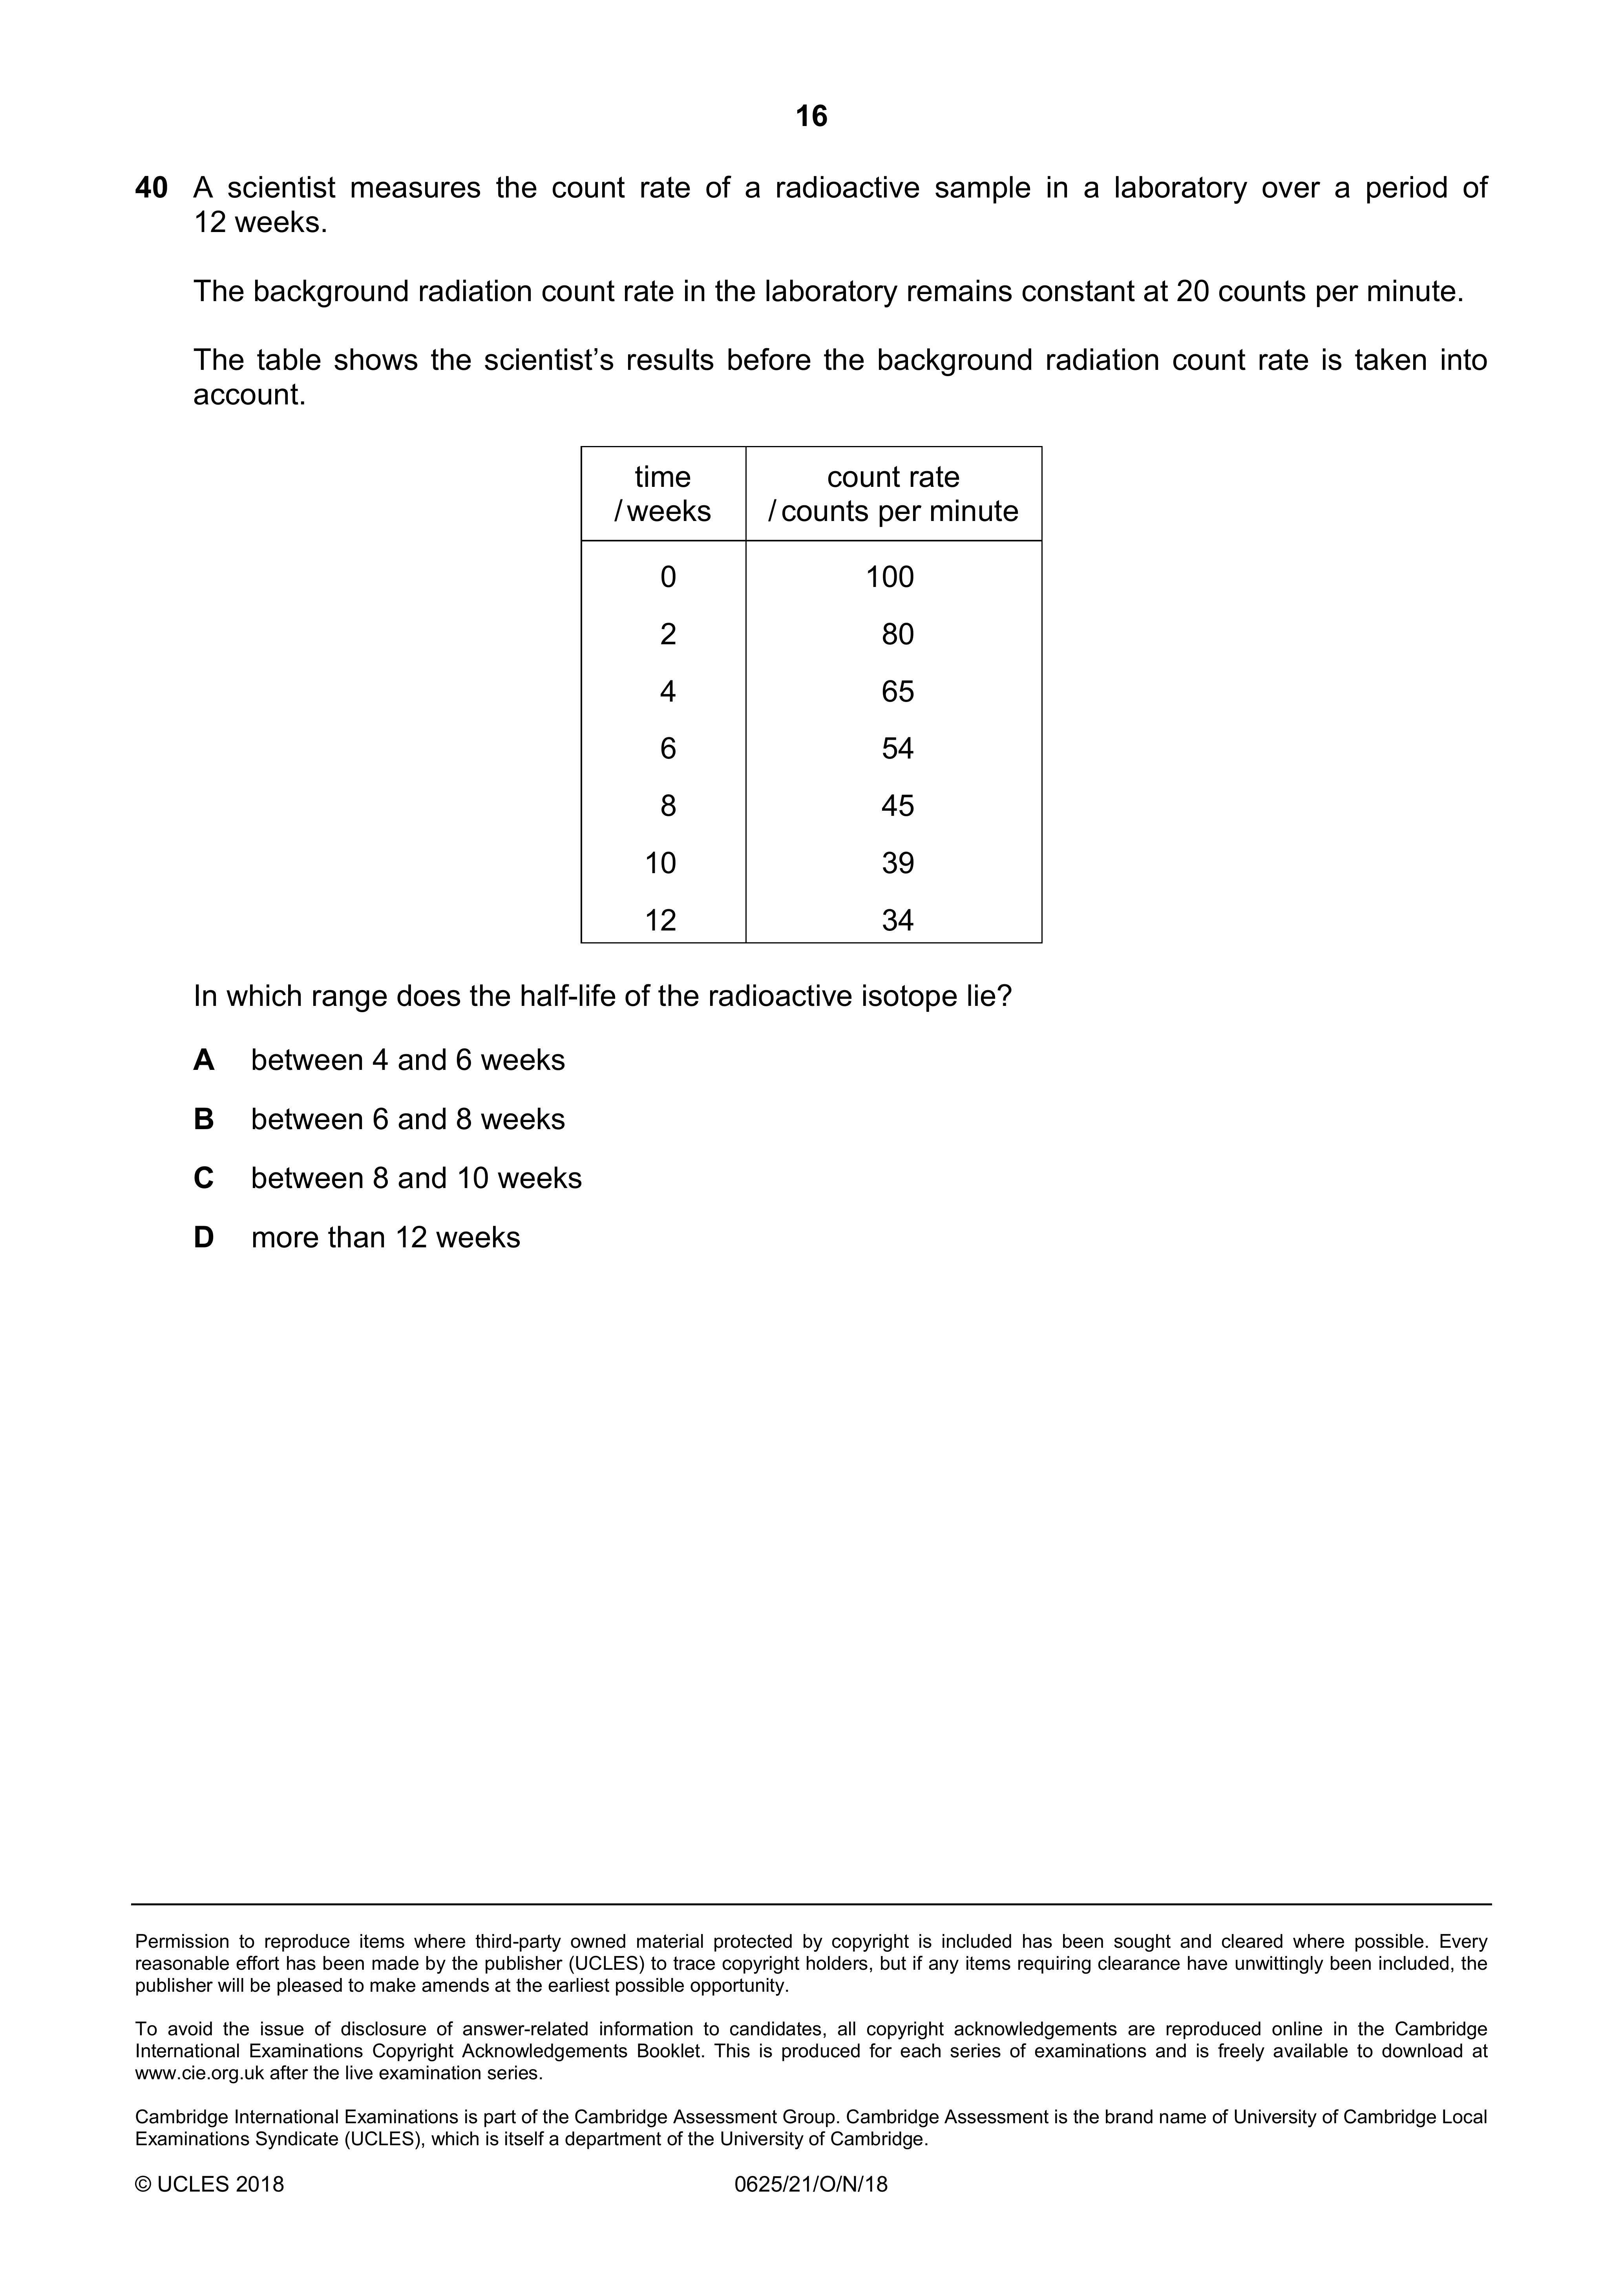 16
40 A scientist measures the count rate of a radioactive sample in a laboratory over a period of
12 weeks.
The background radiation count rate in the laboratory remains constant at 20 counts per minute.
The table shows the scientist’s results before the background radiation count rate is taken into
account.
time count rate
/ weeks / counts per minute
0 100
2 80
4 65
6 54
8 45
10 39
12 34
In which range does the half-life of the radioactive isotope lie?
A between 4 and 6 weeks
B between 6 and 8 weeks
C between 8 and 10 weeks
D more than 12 weeks
Permission to reproduce items where third-party owned material protected by copyright is included has been sought and cleared where possible. Every
reasonable effort has been made by the publisher (UCLES) to trace copyright holders, but if any items requiring clearance have unwittingly been included, the
publisher will be pleased to make amends at the earliest possible opportunity.
To avoid the issue of disclosure of answer-related information to candidates, all copyright acknowledgements are reproduced online in the Cambridge
International Examinations Copyright Acknowledgements Booklet. This is produced for each series of examinations and is freely available to download at
www.cie.org.uk after the live examination series.
Cambridge International Examinations is part of the Cambridge Assessment Group. Cambridge Assessment is the brand name of University of Cambridge Local
Examinations Syndicate (UCLES), which is itself a department of the University of Cambridge.
© UCLES 2018 0625/21/O/N/18